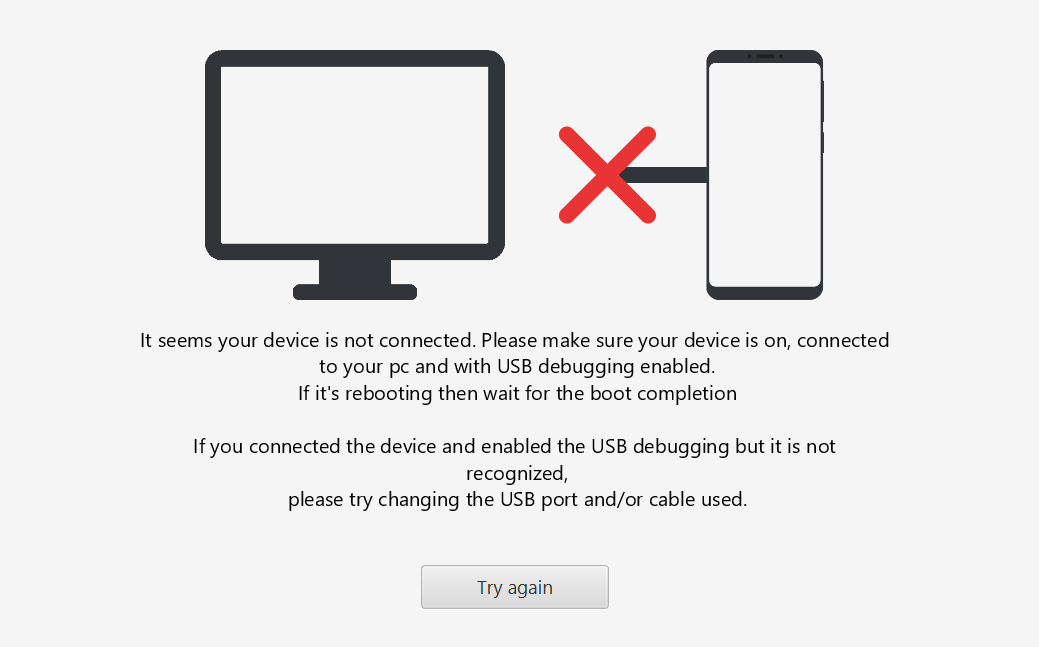 It seems your device is not connected. Please make sure your device is on, connected
to your pc and with USB debugging enabled.
If it's rebooting then wait for the boot completion
If you connected the device and enabled the USB debugging but it is not
recognized,
please try changing the USB port and/or cable used.
Try again